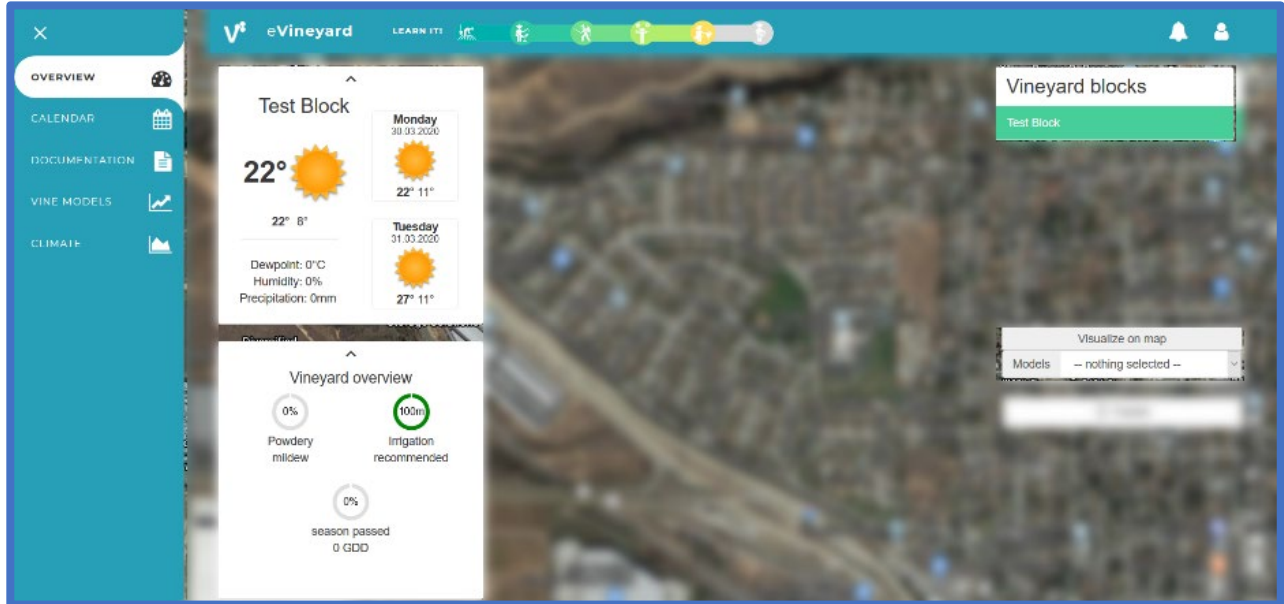 eVineyard
LEARN IT!
OVERVIEW
CALENDAR
DOCUMENTATION
VINE MODELS
CLIMATE
Test Block
22°
22° 8°
Dewpoint: 0°C
Humidity: 0%
Precipitation: 0mm
Monday
30.03.2020
22° 11°
Tuesday
31.03.2020
27° 11°
Vineyard overview
0%
Powdery
mildew
100m
Irrigation
recommended
0%
season passed
0 GDD
Vineyard blocks
Test Block
Visualize on map
Models -- nothing selected --